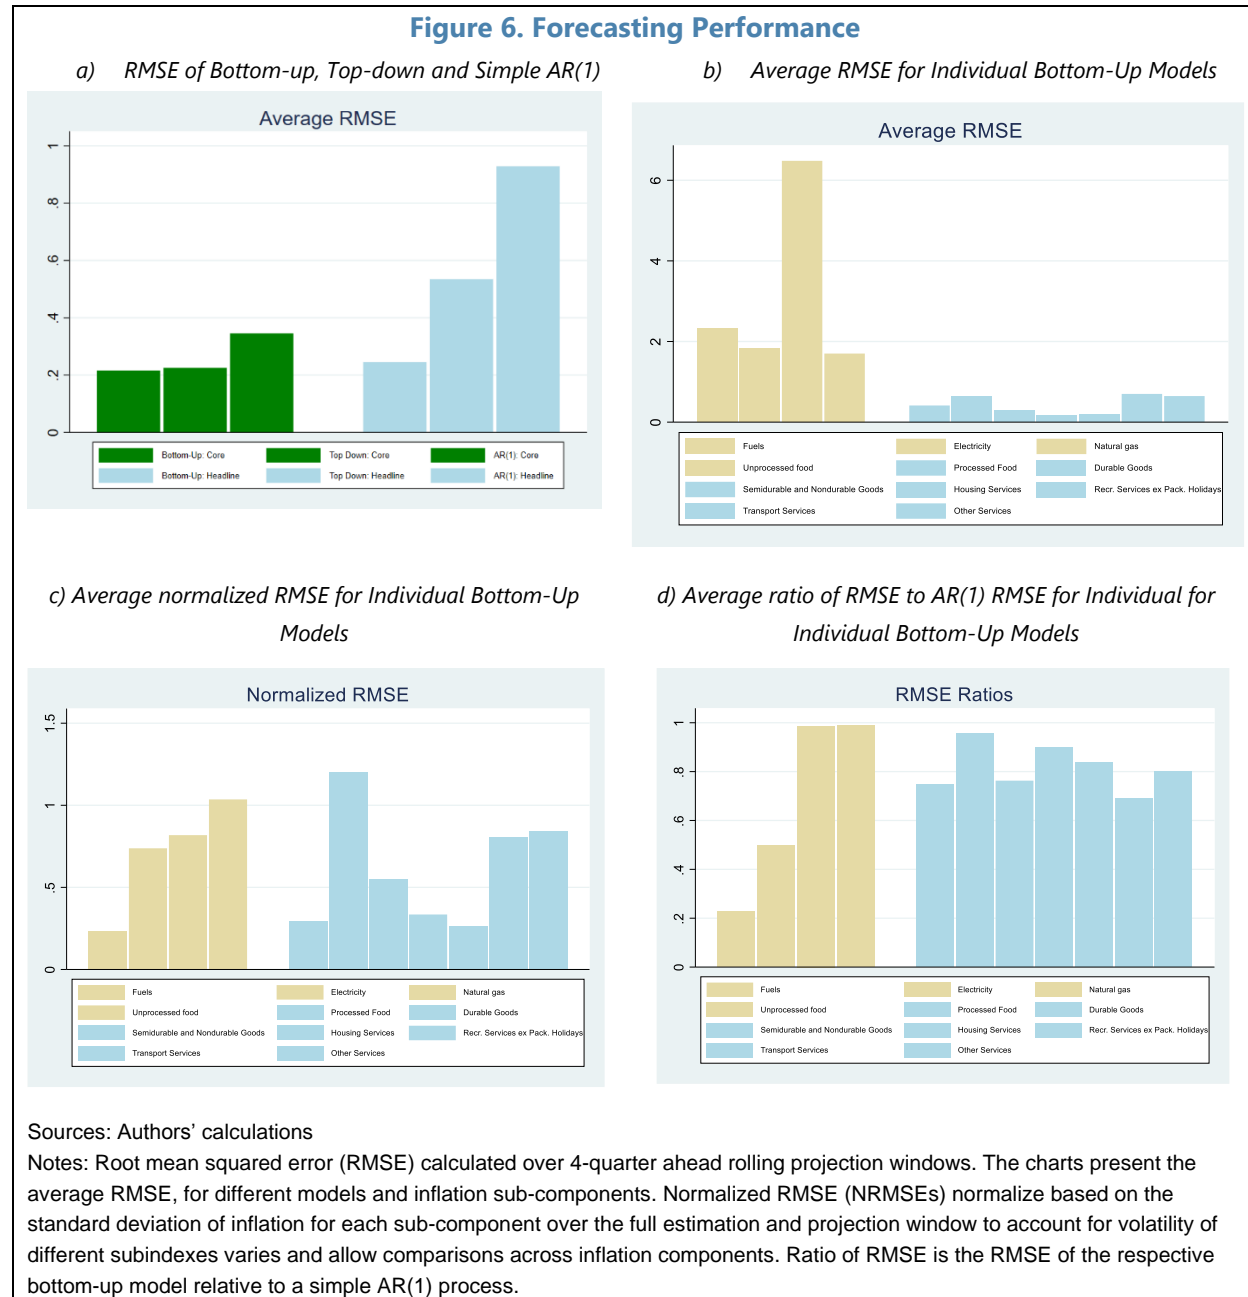 Figure 6. Forecasting Performance
a) RMSE of Bottom-up, Top-down and Simple AR(1)
Average RMSE
1
.8
.6
.4
.2
0
Bottom-Up: Core
Top Down: Core
AR(1): Core
Bottom-Up: Headline
Top Down: Headline
AR(1): Headline
b) Average RMSE for Individual Bottom-Up Models
Average RMSE
6
4
2
0
Fuels
Electricity
Natural gas
Unprocessed food
Processed Food
Durable Goods
Semidurable and Nondurable Goods
Housing Services
Recr. Services ex Pack. Holidays
Transport Services
Other Services
c) Average normalized RMSE for Individual Bottom-Up
Models
Normalized RMSE
1.5
1
.5
0
Fuels
Electricity
Natural gas
Unprocessed food
Processed Food
Durable Goods
Semidurable and Nondurable Goods
Housing Services
Recr. Services ex Pack. Holidays
Transport Services
Other Services
d) Average ratio of RMSE to AR(1) RMSE for Individual for
Individual Bottom-Up Models
RMSE Ratios
1
.8
.6
.4
.2
0
Fuels
Electricity
Natural gas
Unprocessed food
Processed Food
Durable Goods
Semidurable and Nondurable Goods
Housing Services
Recr. Services ex Pack. Holidays
Transport Services
Other Services
Sources: Authors' calculations
Notes: Root mean squared error (RMSE) calculated over 4-quarter ahead rolling projection windows. The charts present the
average RMSE, for different models and inflation sub-components. Normalized RMSE (NRMSEs) normalize based on the
standard deviation of inflation for each sub-component over the full estimation and projection window to account for volatility of
different subindexes varies and allow comparisons across inflation components. Ratio of RMSE is the RMSE of the respective
bottom-up model relative to a simple AR(1) process.